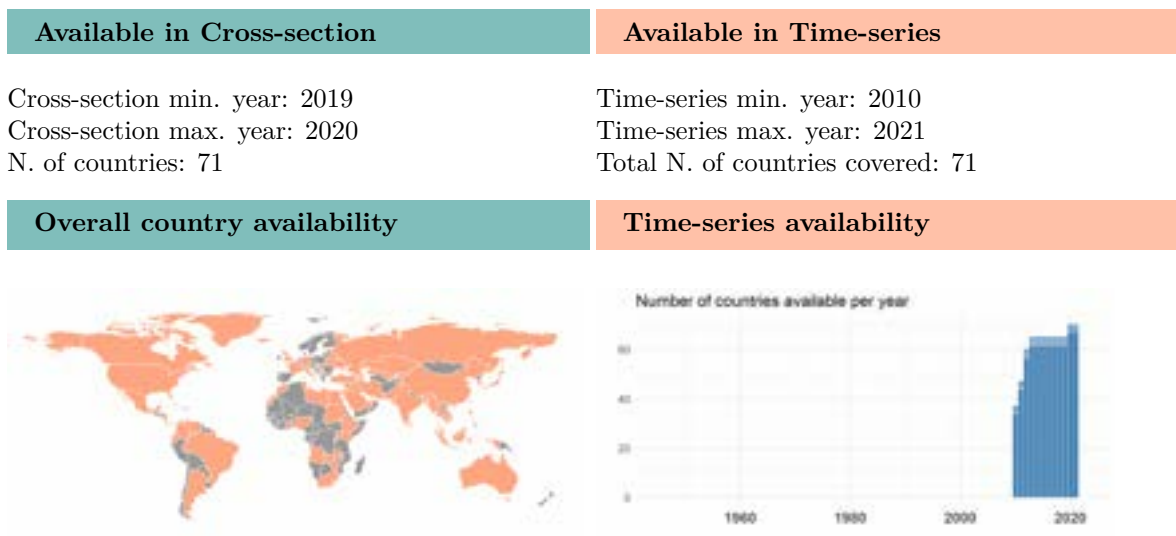 Available in Cross-section
Available in Time-series
Cross-section min. year: 2019
Cross-section max. year: 2020
N. of countries: 71
Time-series min. year: 2010
Time-series max. year: 2021
Total N. of countries covered: 71
Overall country availability
Time-series availability
Number of countries available per year
60
40
20
0
1960
1980
2000
2020